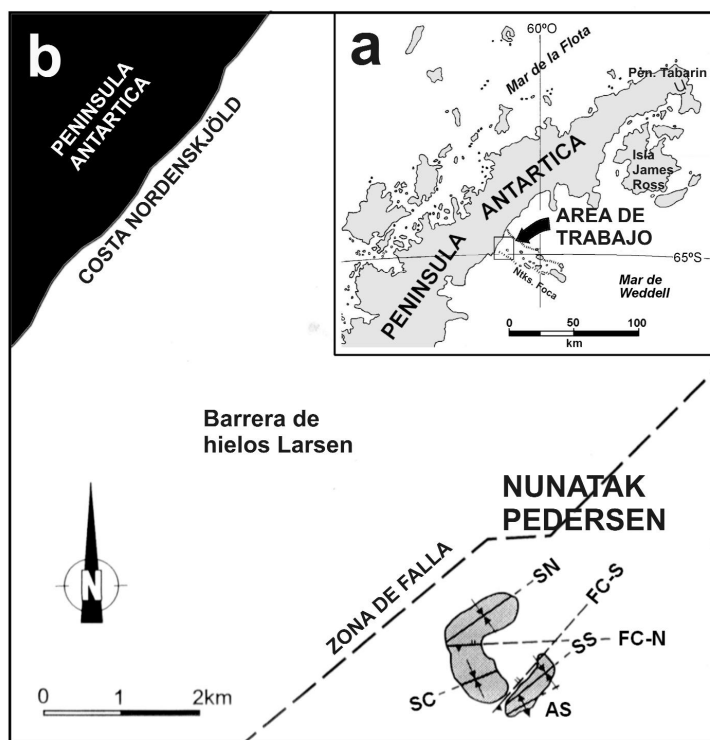 b
PENINSULA
ANTARTICA
COSTA NORDENSKJÖLD
a
60ºO
Mar de la Flota
Pen. Tabarin
Isla
James
Ross
PENINSULA ANTARTICA
AREA DE
TRABAJO
65ºS
Ntks. Foca
Mar de
Weddell
0 50 100
km
Barrera de
hielos Larsen
NUNATAK
PEDERSEN
N
ZONA DE FALLA
SN
FC-S
SS
FC-N
SC
AS
0 1 2km